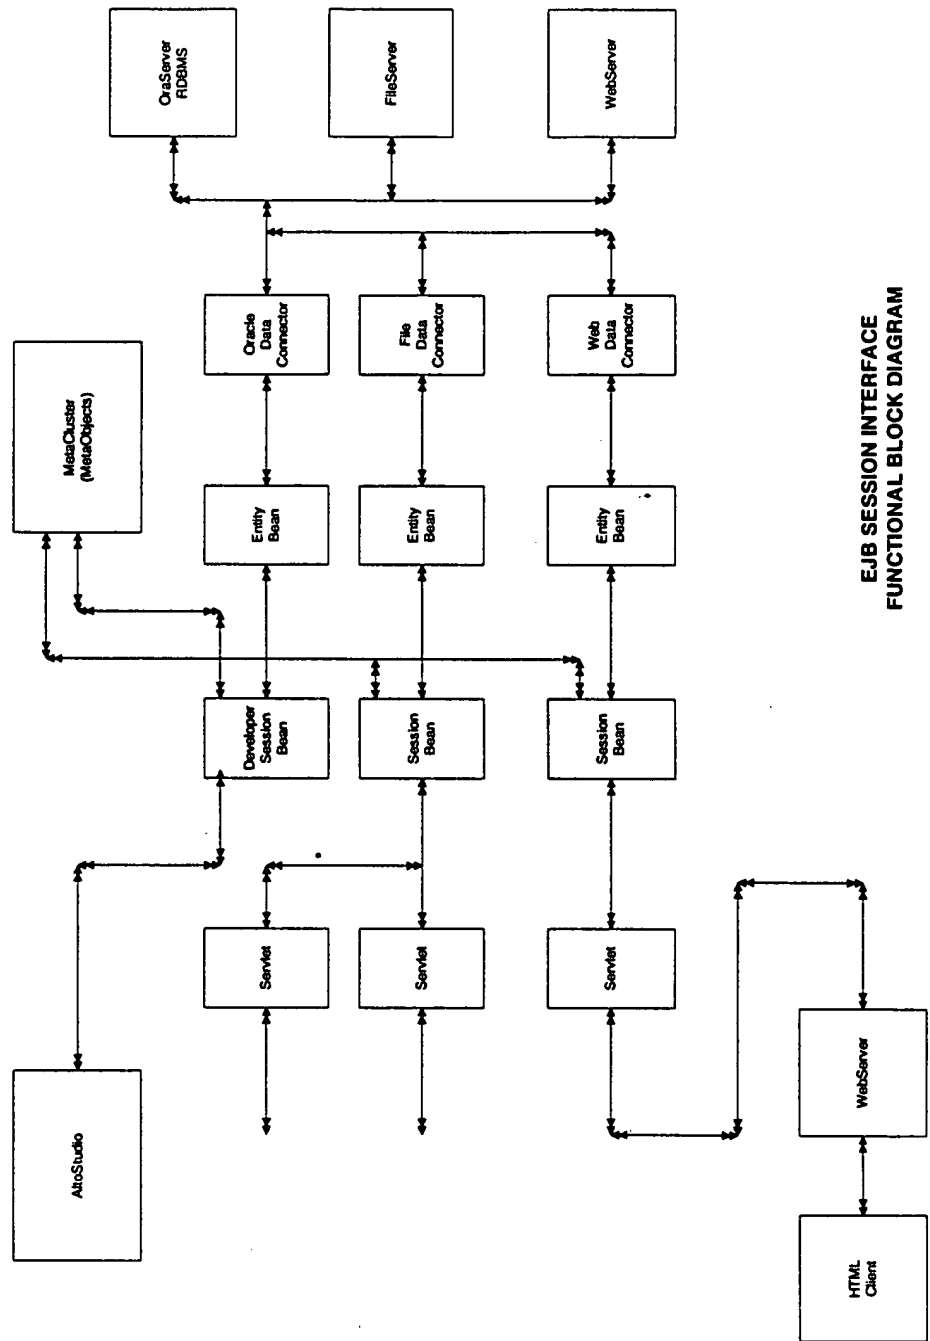 OraServer
RDBMS
FileServer
WebServer
MetaCluster
(MetaObjects)
Oracle
Data
Connector
File
Data
Connector
Web
Data
Connector
Entity
Bean
Entity
Bean
Entity
Bean
Developer
Session
Bean
Session
Bean
Session
Bean
Servlet
Servlet
Servlet
AltoStudio
WebServer
HTML
Client
EJB SESSION INTERFACE
FUNCTIONAL BLOCK DIAGRAM